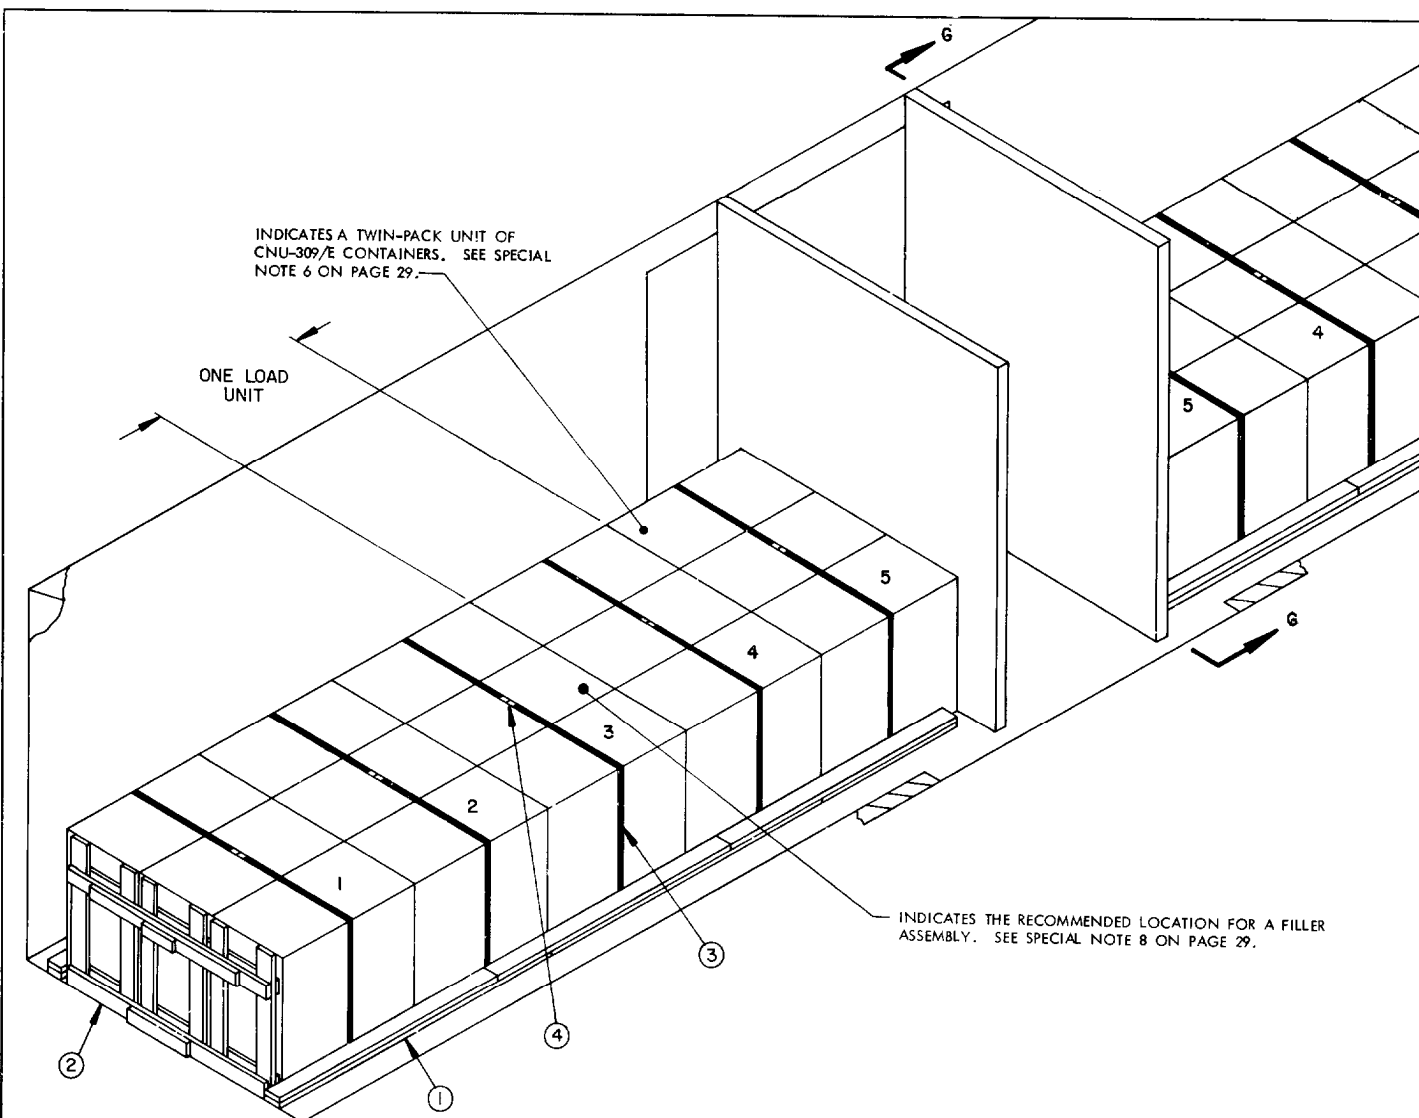 G
INDICATES A TWIN-PACK UNIT OF
CNU-309/E CONTAINERS. SEE SPECIAL
NOTE 6 ON PAGE 29.
ONE LOAD
UNIT
4
5
G
5
4
3
2
1
INDICATES THE RECOMMENDED LOCATION FOR A FILLER
ASSEMBLY. SEE SPECIAL NOTE 8 ON PAGE 29.
3
4
2
1